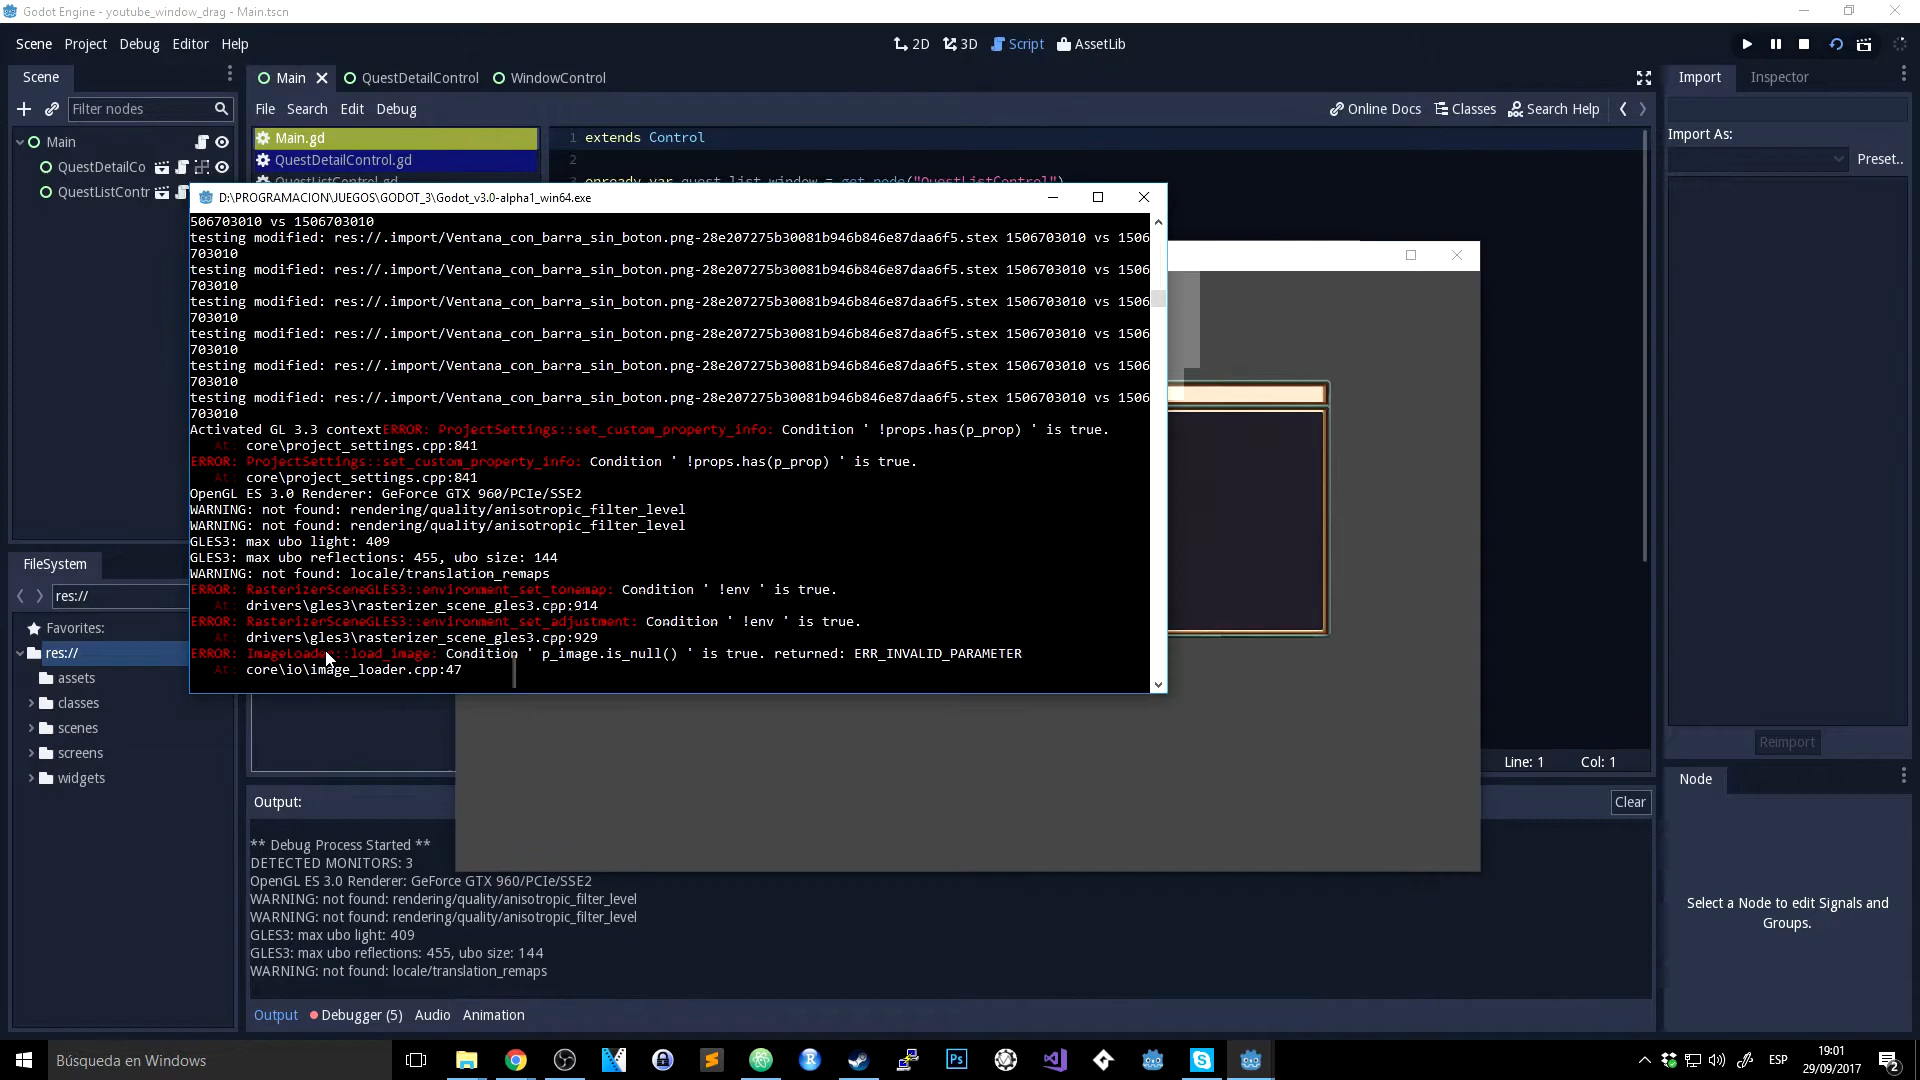 Godot Engine - youtube_window_drag - Main.tscn
Scene Project Debug Editor Help
2D 3D Script AssetLib
Scene
Filter nodes
Main
QuestDetailCo
QuestListContr
Main QuestDetailControl WindowControl
File Search Edit Debug
Online Docs Classes Search Help
Main.gd
QuestDetailControl.gd
1 extends Control
2
D:\PROGRAMACION\JUEGOS\GODOT_3\Godot_v3.0-alpha1_win64.exe
506703010 vs 1506703010
testing modified: res://.import/Ventana_con_barra_sin_boton.png-28e207275b30081b946b846e87daa6f5.stex 1506703010 vs 1506
703010
testing modified: res://.import/Ventana_con_barra_sin_boton.png-28e207275b30081b946b846e87daa6f5.stex 1506703010 vs 1506
703010
testing modified: res://.import/Ventana_con_barra_sin_boton.png-28e207275b30081b946b846e87daa6f5.stex 1506703010 vs 1506
703010
testing modified: res://.import/Ventana_con_barra_sin_boton.png-28e207275b30081b946b846e87daa6f5.stex 1506703010 vs 1506
703010
testing modified: res://.import/Ventana_con_barra_sin_boton.png-28e207275b30081b946b846e87daa6f5.stex 1506703010 vs 1506
703010
testing modified: res://.import/Ventana_con_barra_sin_boton.png-28e207275b30081b946b846e87daa6f5.stex 1506703010 vs 1506
703010
Activated GL 3.3 contextERROR: ProjectSettings::set_custom_property_info: Condition ' !props.has(p_prop) ' is true.
At: core\project_settings.cpp:841
ERROR: ProjectSettings::set_custom_property_info: Condition ' !props.has(p_prop) ' is true.
At: core\project_settings.cpp:841
OpenGL ES 3.0 Renderer: GeForce GTX 960/PCIe/SSE2
WARNING: not found: rendering/quality/anisotropic_filter_level
WARNING: not found: rendering/quality/anisotropic_filter_level
GLES3: max ubo light: 409
GLES3: max ubo reflections: 455, ubo size: 144
WARNING: not found: locale/translation_remaps
ERROR: RasterizerSceneGLES3::environment_set_tonemap: Condition ' !env ' is true.
At: drivers\gles3\rasterizer_scene_gles3.cpp:914
ERROR: RasterizerSceneGLES3::environment_set_adjustment: Condition ' !env ' is true.
At: drivers\gles3\rasterizer_scene_gles3.cpp:929
ERROR: ImageLoader::load_image: Condition ' p_image.is_null() ' is true. returned: ERR_INVALID_PARAMETER
At: core\io\image_loader.cpp:47
FileSystem
res://
Favorites:
res://
assets
classes
scenes
screens
widgets
Line: 1 Col: 1
Output:
Clear
** Debug Process Started **
DETECTED MONITORS: 3
OpenGL ES 3.0 Renderer: GeForce GTX 960/PCIe/SSE2
WARNING: not found: rendering/quality/anisotropic_filter_level
WARNING: not found: rendering/quality/anisotropic_filter_level
GLES3: max ubo light: 409
GLES3: max ubo reflections: 455, ubo size: 144
WARNING: not found: locale/translation_remaps
Output Debugger (5) Audio Animation
Import Inspector
Import As:
Preset..
Reimport
Node
Select a Node to edit Signals and
Groups.
Búsqueda en Windows
Ps
ESP
19:01
29/09/2017
2